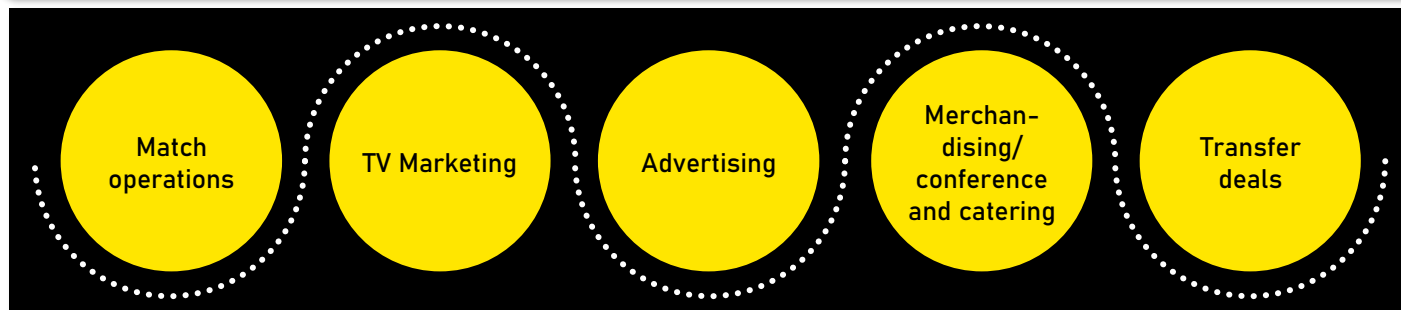 Match
operations
TV Marketing
Advertising
Merchan-
dising/
conference
and catering
Transfer
deals